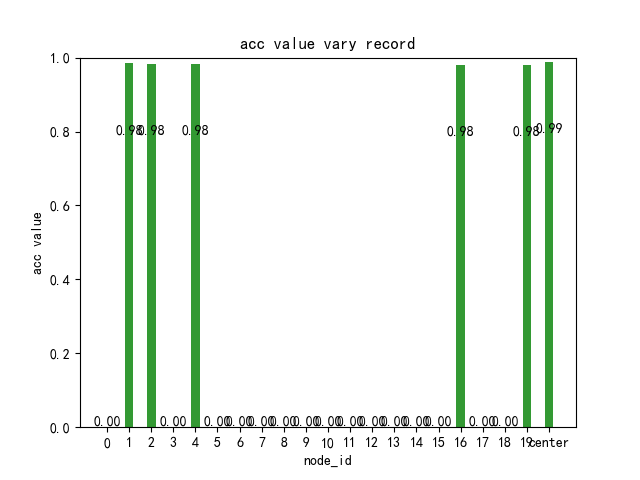 acc value vary record
1.0
0.8
0.6
0.4
0.2
0.0
acc value
0.98 0.98 0.98 0.98 0.98 0.99
0.00 0.00 0.00 0.00 0.00 0.00 0.00 0.00 0.00 0.00 0.00 0.00 0.00 0.00 0.00
0 1 2 3 4 5 6 7 8 9 10 11 12 13 14 15 16 17 18 19 center
node_id